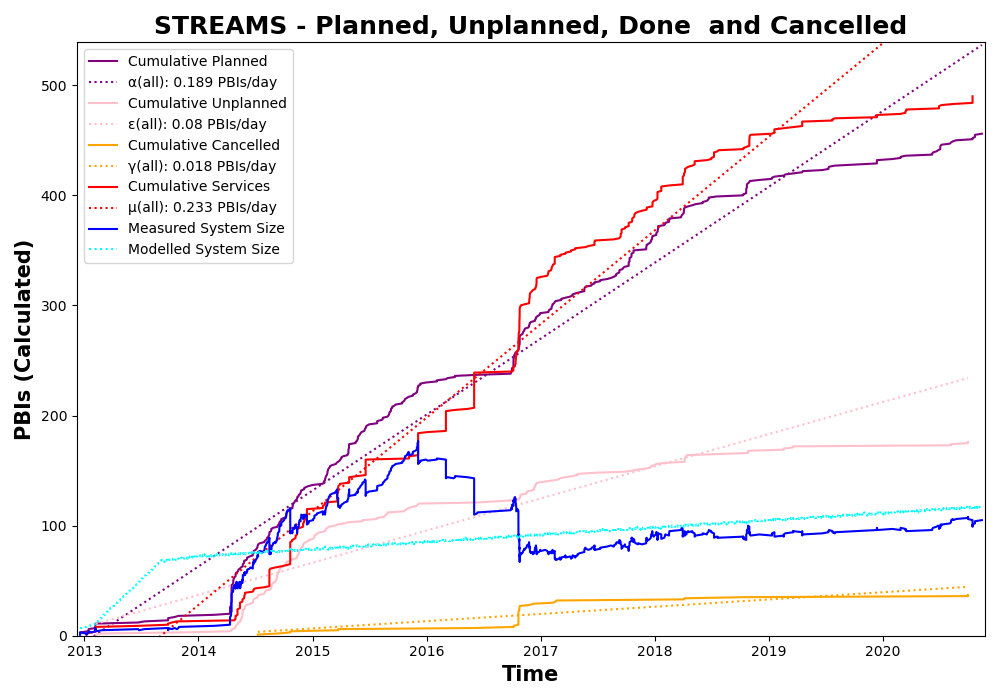 STREAMS - Planned, Unplanned, Done  and Cancelled
Cumulative Planned
α(all): 0.189 PBIs/day
Cumulative Unplanned
ε(all): 0.08 PBIs/day
Cumulative Cancelled
γ(all): 0.018 PBIs/day
Cumulative Services
μ(all): 0.233 PBIs/day
Measured System Size
Modelled System Size
PBIs (Calculated)
500
400
300
200
100
0
2013 2014 2015 2016 2017 2018 2019 2020
Time